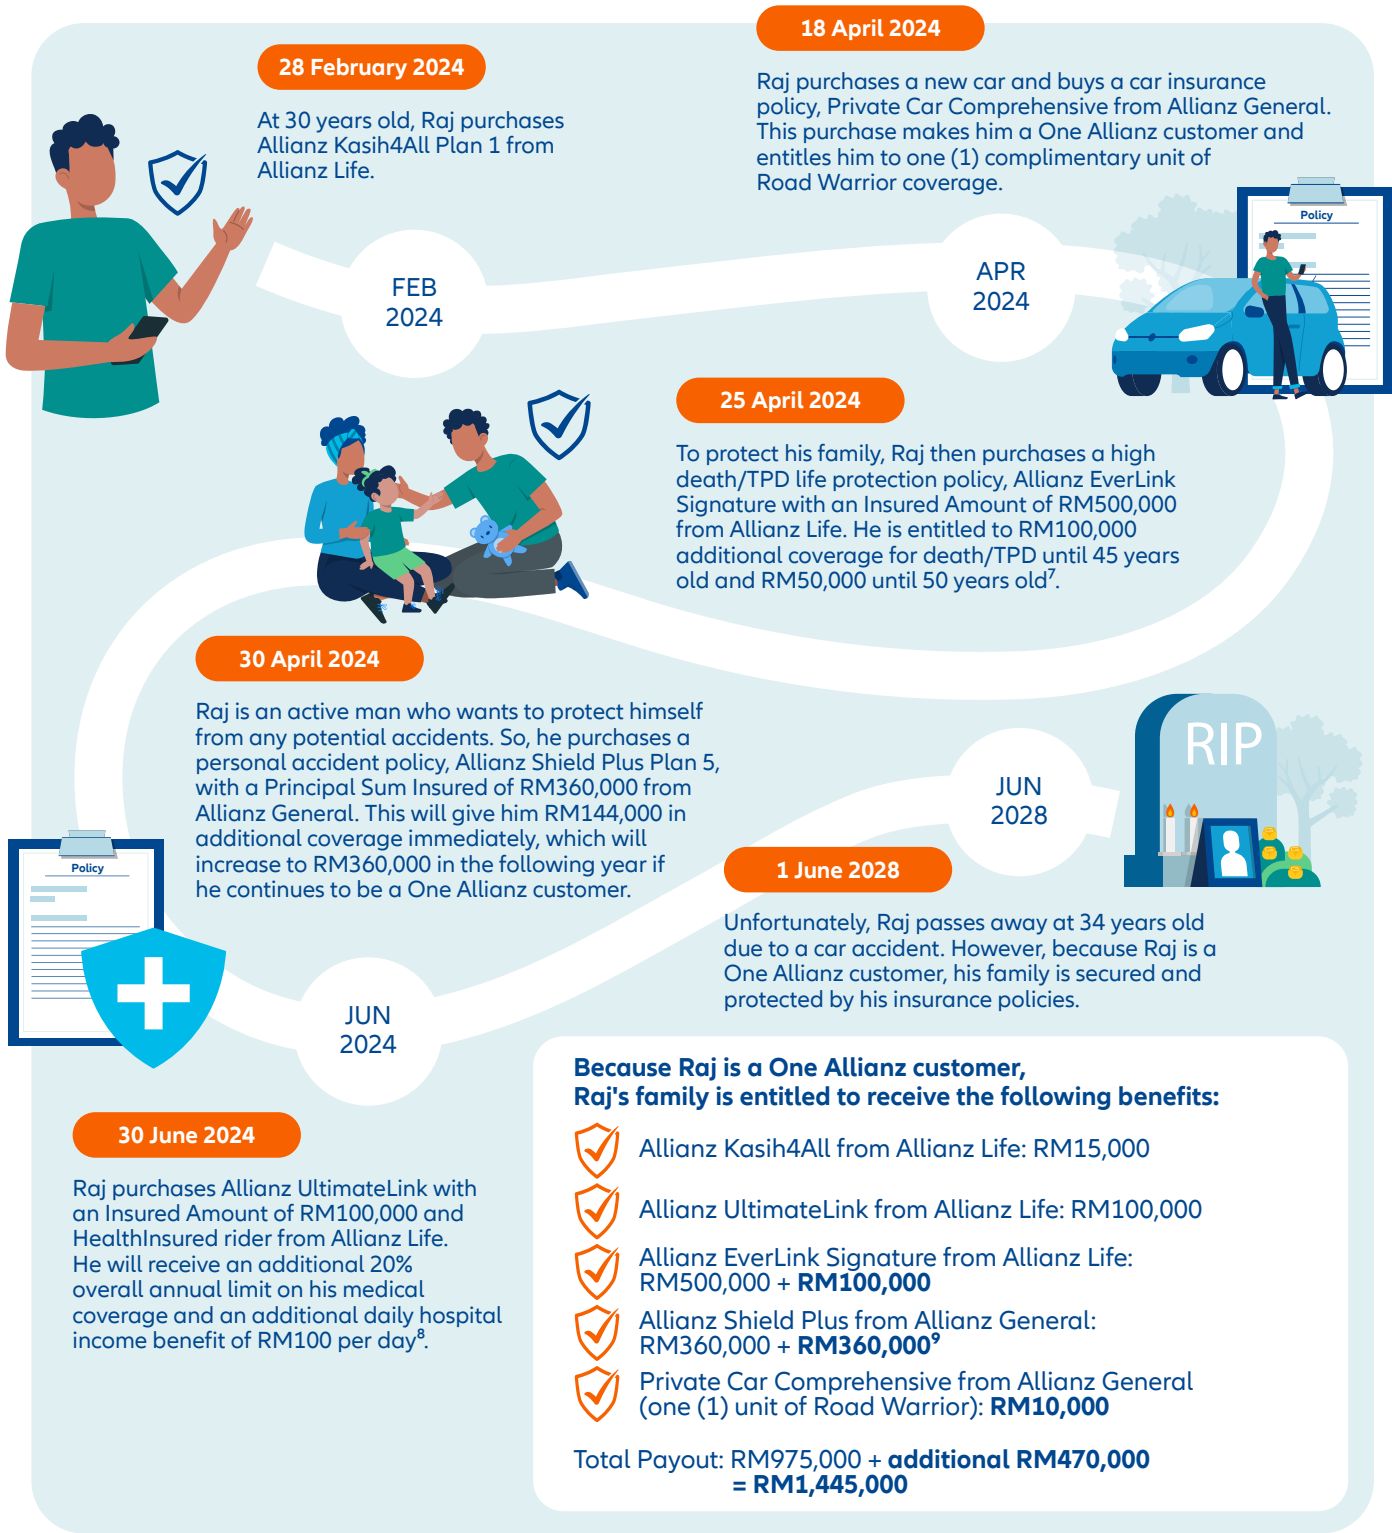 28 February 2024
At 30 years old, Raj purchases
Allianz Kasih4All Plan 1 from
Allianz Life.
18 April 2024
Raj purchases a new car and buys a car insurance
policy, Private Car Comprehensive from Allianz General.
This purchase makes him a One Allianz customer and
entitles him to one (1) complimentary unit of
Road Warrior coverage.
Policy
FEB
2024
APR
2024
25 April 2024
To protect his family, Raj then purchases a high
death/TPD life protection policy, Allianz EverLink
Signature with an Insured Amount of RM500,000
from Allianz Life. He is entitled to RM100,000
additional coverage for death/TPD until 45 years
old and RM50,000 until 50 years old⁷.
30 April 2024
Raj is an active man who wants to protect himself
from any potential accidents. So, he purchases a
personal accident policy, Allianz Shield Plus Plan 5,
with a Principal Sum Insured of RM360,000 from
Allianz General. This will give him RM144,000 in
additional coverage immediately, which will
increase to RM360,000 in the following year if
he continues to be a One Allianz customer.
Policy
RIP
JUN
2028
1 June 2028
Unfortunately, Raj passes away at 34 years old
due to a car accident. However, because Raj is a
One Allianz customer, his family is secured and
protected by his insurance policies.
JUN
2024
30 June 2024
Raj purchases Allianz UltimateLink with
an Insured Amount of RM100,000 and
HealthInsured rider from Allianz Life.
He will receive an additional 20%
overall annual limit on his medical
coverage and an additional daily hospital
income benefit of RM100 per day⁸.
Because Raj is a One Allianz customer,
Raj's family is entitled to receive the following benefits:
Allianz Kasih4All from Allianz Life: RM15,000
Allianz UltimateLink from Allianz Life: RM100,000
Allianz EverLink Signature from Allianz Life:
RM500,000 + RM100,000
Allianz Shield Plus from Allianz General:
RM360,000 + RM360,000⁹
Private Car Comprehensive from Allianz General
(one (1) unit of Road Warrior): RM10,000
Total Payout: RM975,000 + additional RM470,000
= RM1,445,000